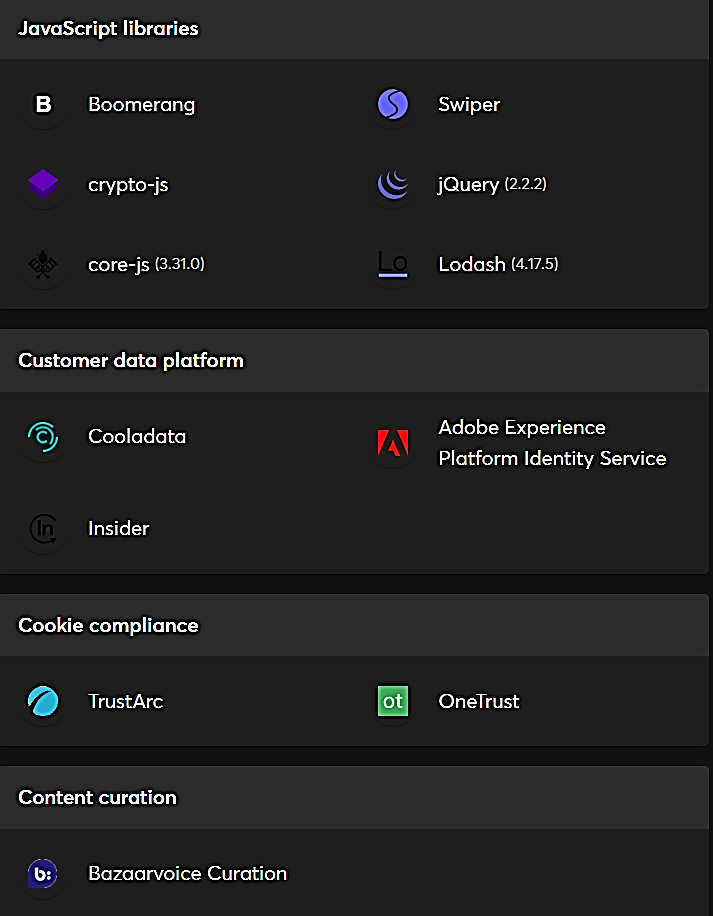 JavaScript libraries
B Boomerang
Swiper
crypto-js
jQuery (2.2.2)
core-js (3.31.0)
Lo Lodash (4.17.5)
Customer data platform
Cooladata
Adobe Experience
Platform Identity Service
In Insider
Cookie compliance
TrustArc
ot OneTrust
Content curation
b: Bazaarvoice Curation